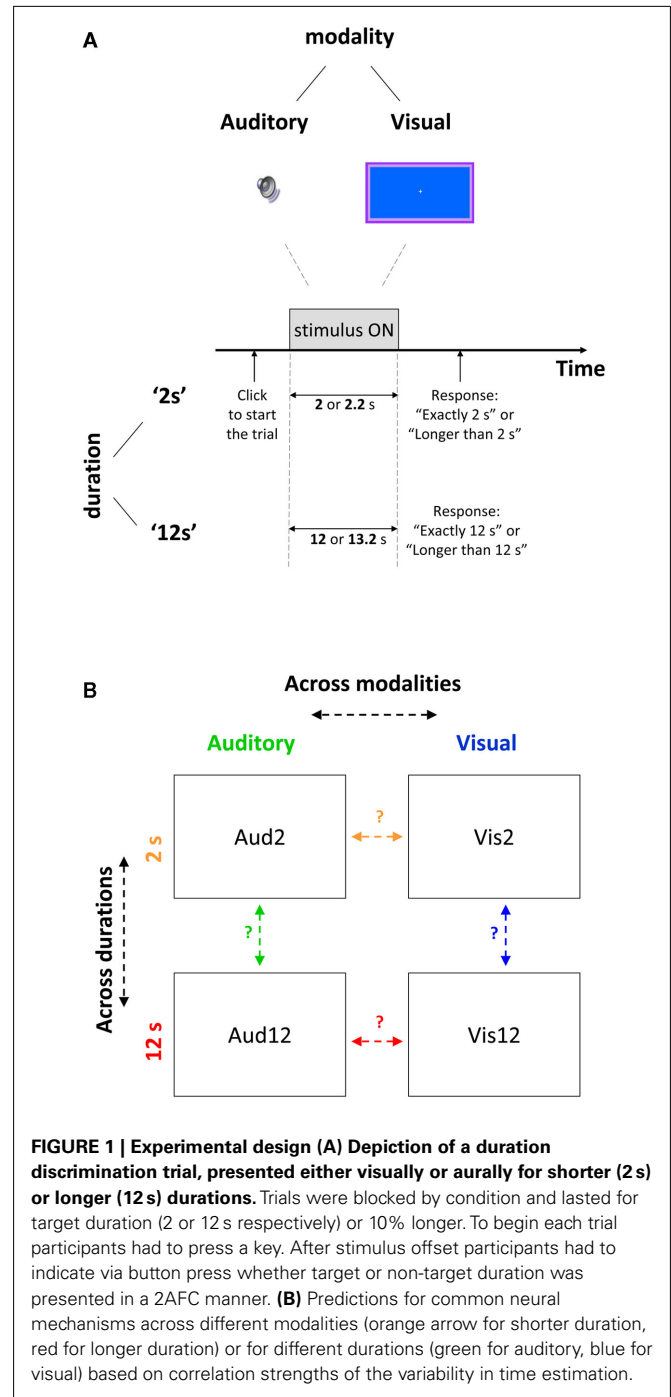 A
modality
Auditory Visual
stimulus ON
Time
duration
‘2s’
Click
to start
the trial
2 or 2.2 s
Response:
“Exactly 2 s” or
“Longer than 2 s”
‘12s’
12 or 13.2 s
Response:
“Exactly 12 s” or
“Longer than 12 s”
B
Across modalities
Auditory Visual
Across durations
2 s
Aud2
?
Vis2
?
?
12 s
Aud12
?
Vis12
FIGURE 1 | Experimental design (A) Depiction of a duration
discrimination trial, presented either visually or aurally for shorter (2 s)
or longer (12 s) durations. Trials were blocked by condition and lasted for
target duration (2 or 12 s respectively) or 10% longer. To begin each trial
participants had to press a key. After stimulus offset participants had to
indicate via button press whether target or non-target duration was
presented in a 2AFC manner. (B) Predictions for common neural
mechanisms across different modalities (orange arrow for shorter duration,
red for longer duration) or for different durations (green for auditory, blue for
visual) based on correlation strengths of the variability in time estimation.